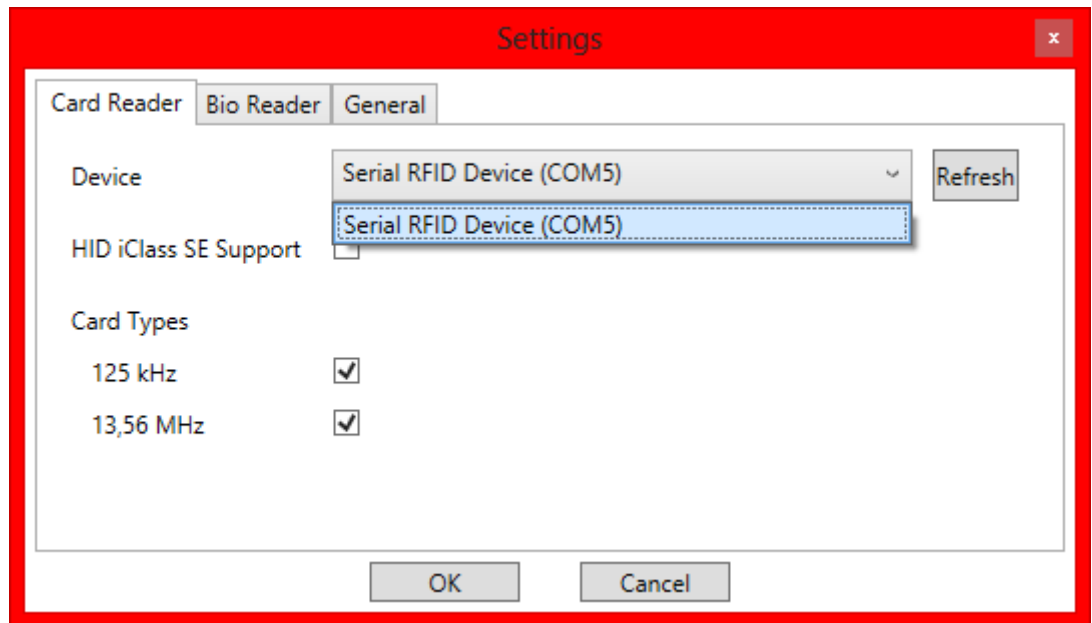 Settings
x
Card Reader Bio Reader General
Device Serial RFID Device (COM5) Refresh
Serial RFID Device (COM5)
HID iClass SE Support
Card Types
125 kHz
13,56 MHz
OK Cancel